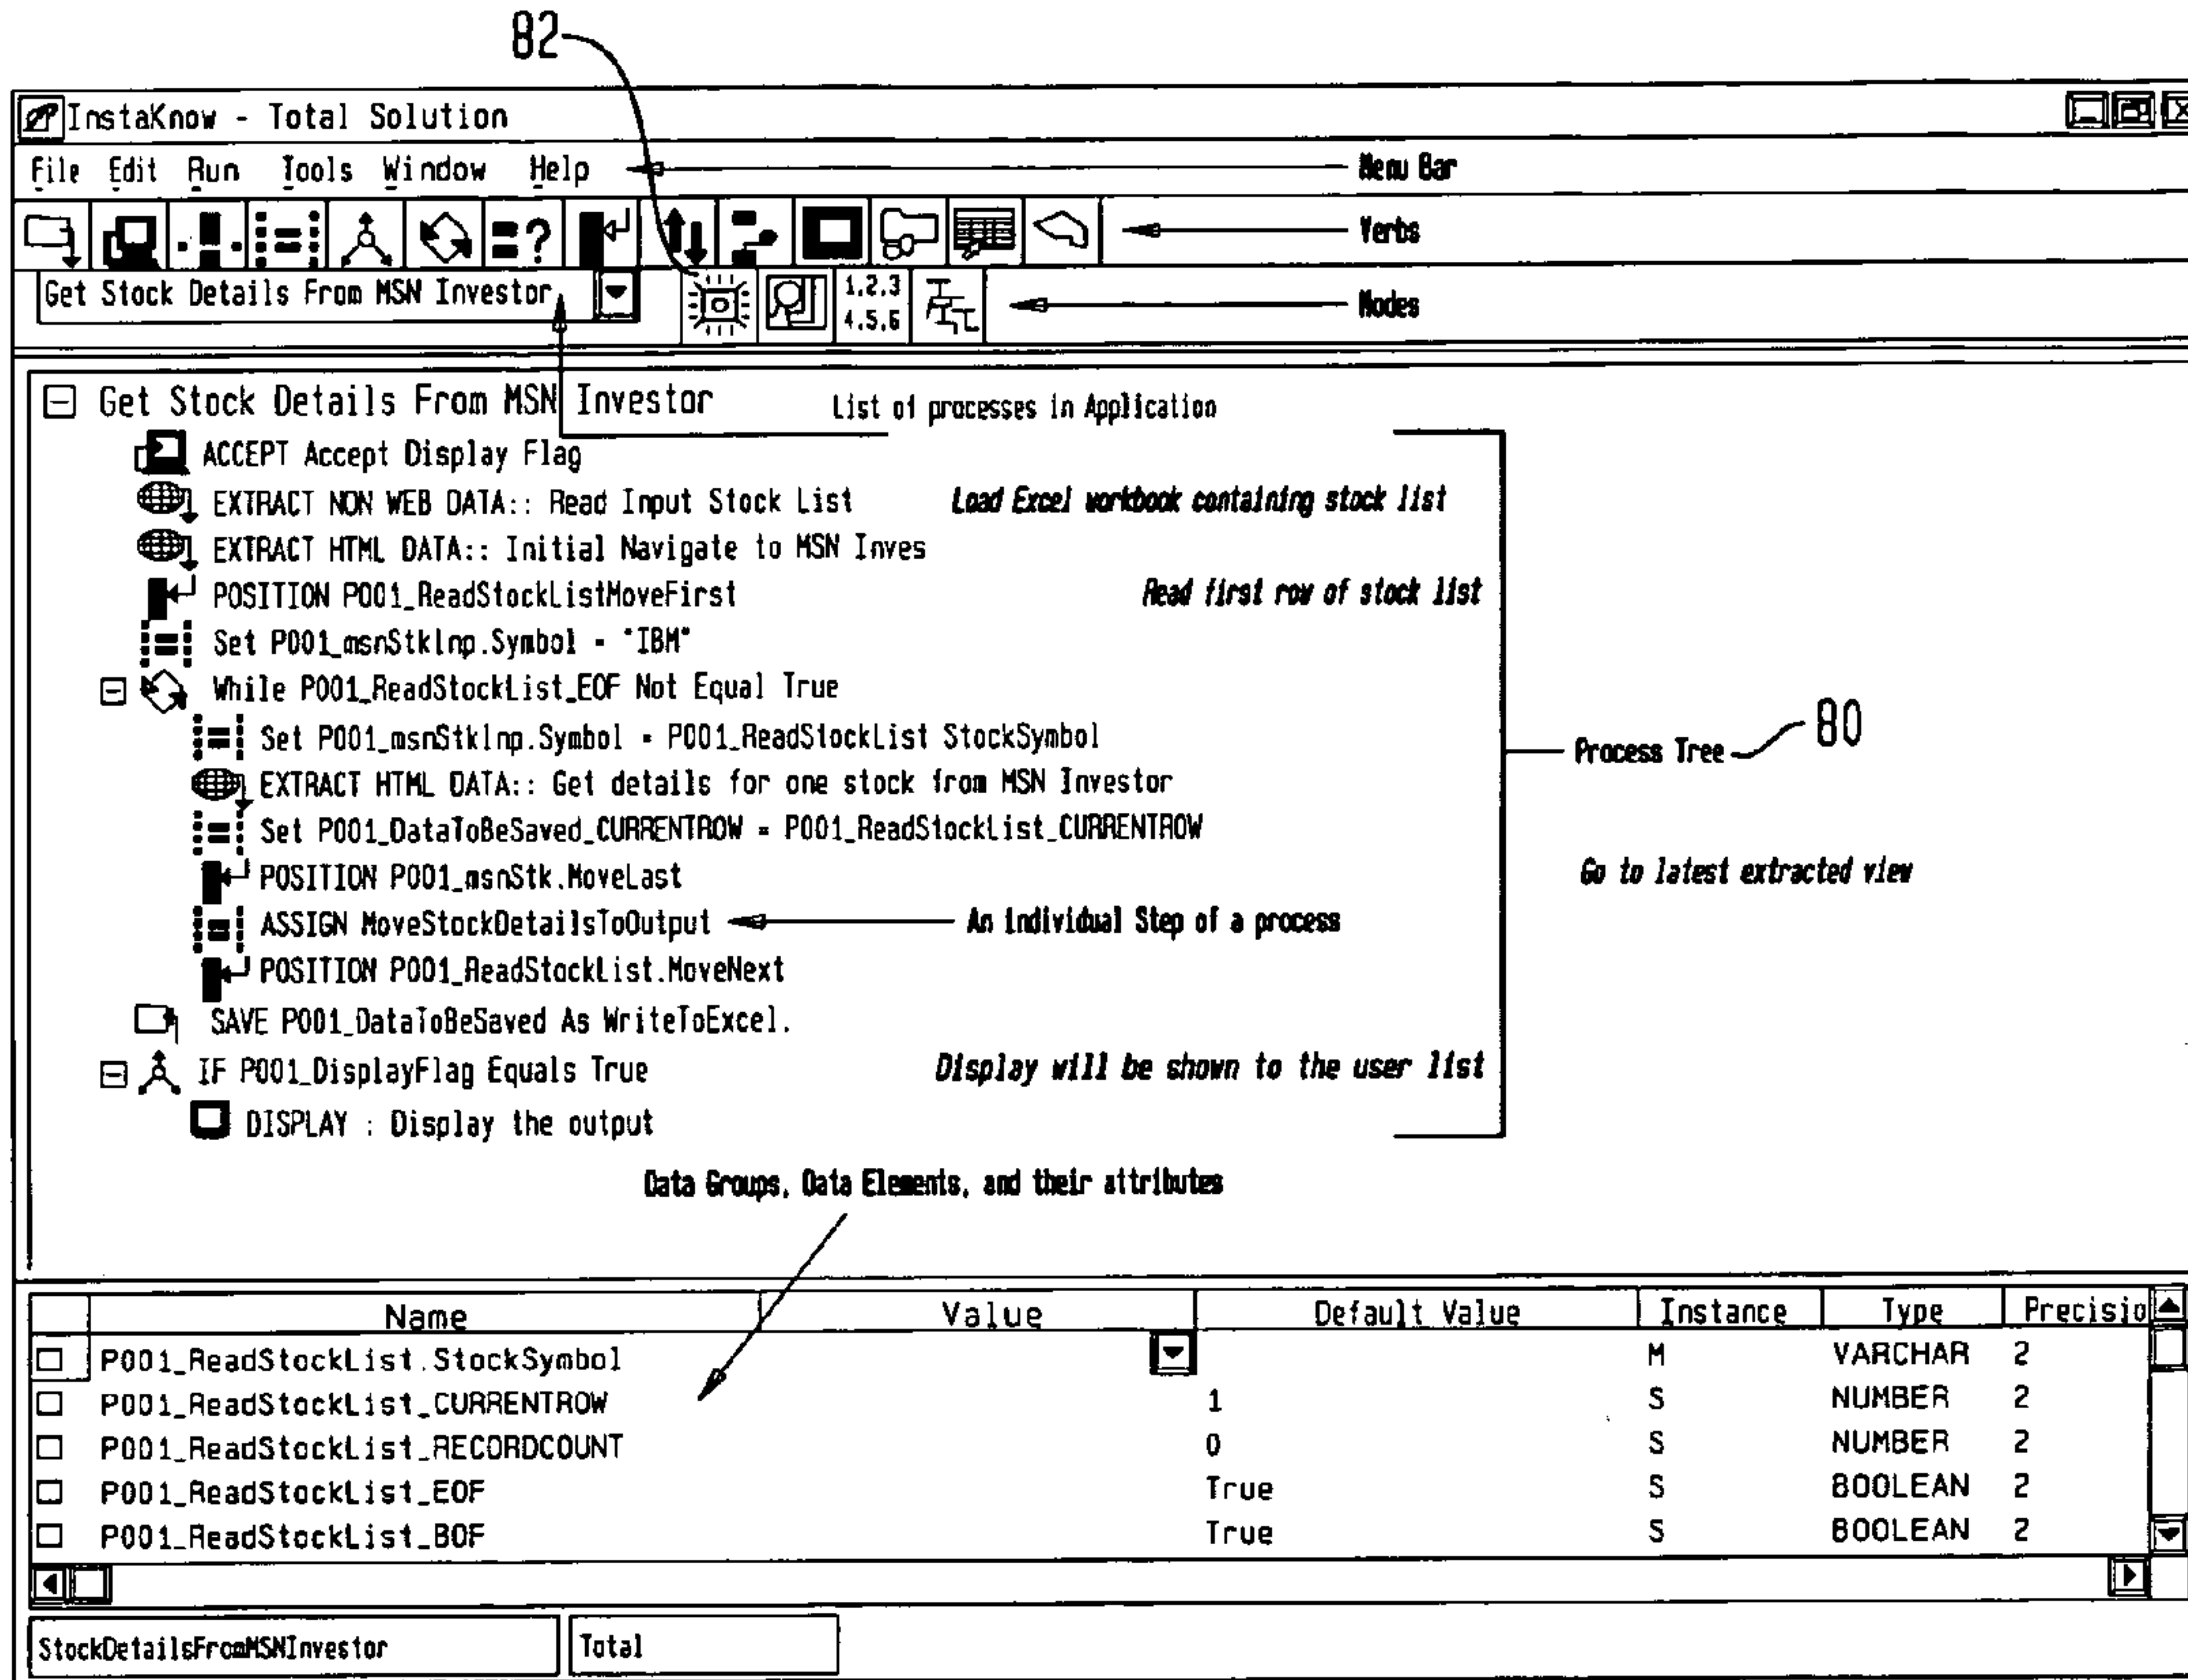 82
InstaKnow - Total Solution
File Edit Run Tools Window Help
Menu Bar
=?
Verbs
Get Stock Details From MSN Investor
1.2.3
4.5.6
Modes
Get Stock Details From MSN Investor
List of processes in Application
ACCEPT Accept Display Flag
EXTRACT NON WEB DATA:: Read Input Stock List
Load Excel workbook containing stock list
EXTRACT HTML DATA:: Initial Navigate to MSN Inves
POSITION P001_ReadStockListMoveFirst
Read first row of stock list
Set P001_msnStkInp.Symbol = "IBM"
While P001_ReadStockList_EOF Not Equal True
Set P001_msnStkInp.Symbol = P001_ReadStockList StockSymbol
Process Tree
80
EXTRACT HTML DATA:: Get details for one stock from MSN Investor
Set P001_DataToBeSaved_CURRENTROW = P001_ReadStockList_CURRENTROW
POSITION P001_msnStk.MoveLast
Go to latest extracted view
ASSIGN MoveStockDetailsToOutput
An Individual Step of a process
POSITION P001_ReadStockList.MoveNext
SAVE P001_DataToBeSaved As WriteToExcel.
IF P001_DisplayFlag Equals True
Display will be shown to the user list
DISPLAY : Display the output
Data Groups, Data Elements, and their attributes
Name Value Default Value Instance Type Precisio
P001_ReadStockList.StockSymbol M VARCHAR 2
P001_ReadStockList_CURRENTROW 1 S NUMBER 2
P001_ReadStockList_RECORDCOUNT 0 S NUMBER 2
P001_ReadStockList_EOF True S BOOLEAN 2
P001_ReadStockList_BOF True S BOOLEAN 2
StockDetailsFromMSNInvestor
Total